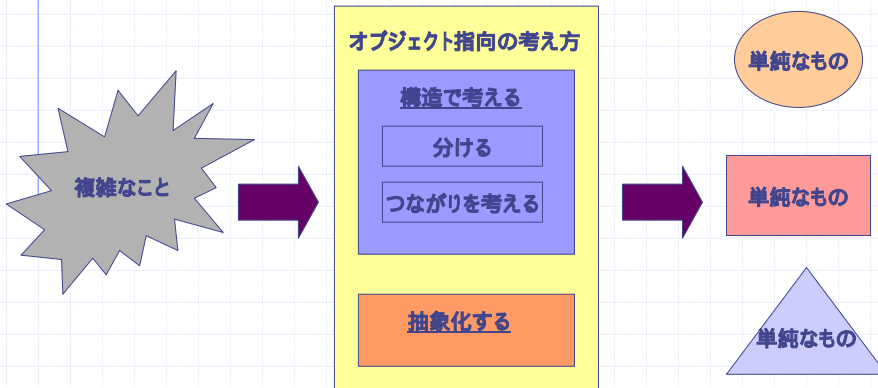 複雑なこと
オブジェクト指向の考え方
構造で考える
分ける
つながりを考える
抽象化する
単純なもの
単純なもの
単純なもの